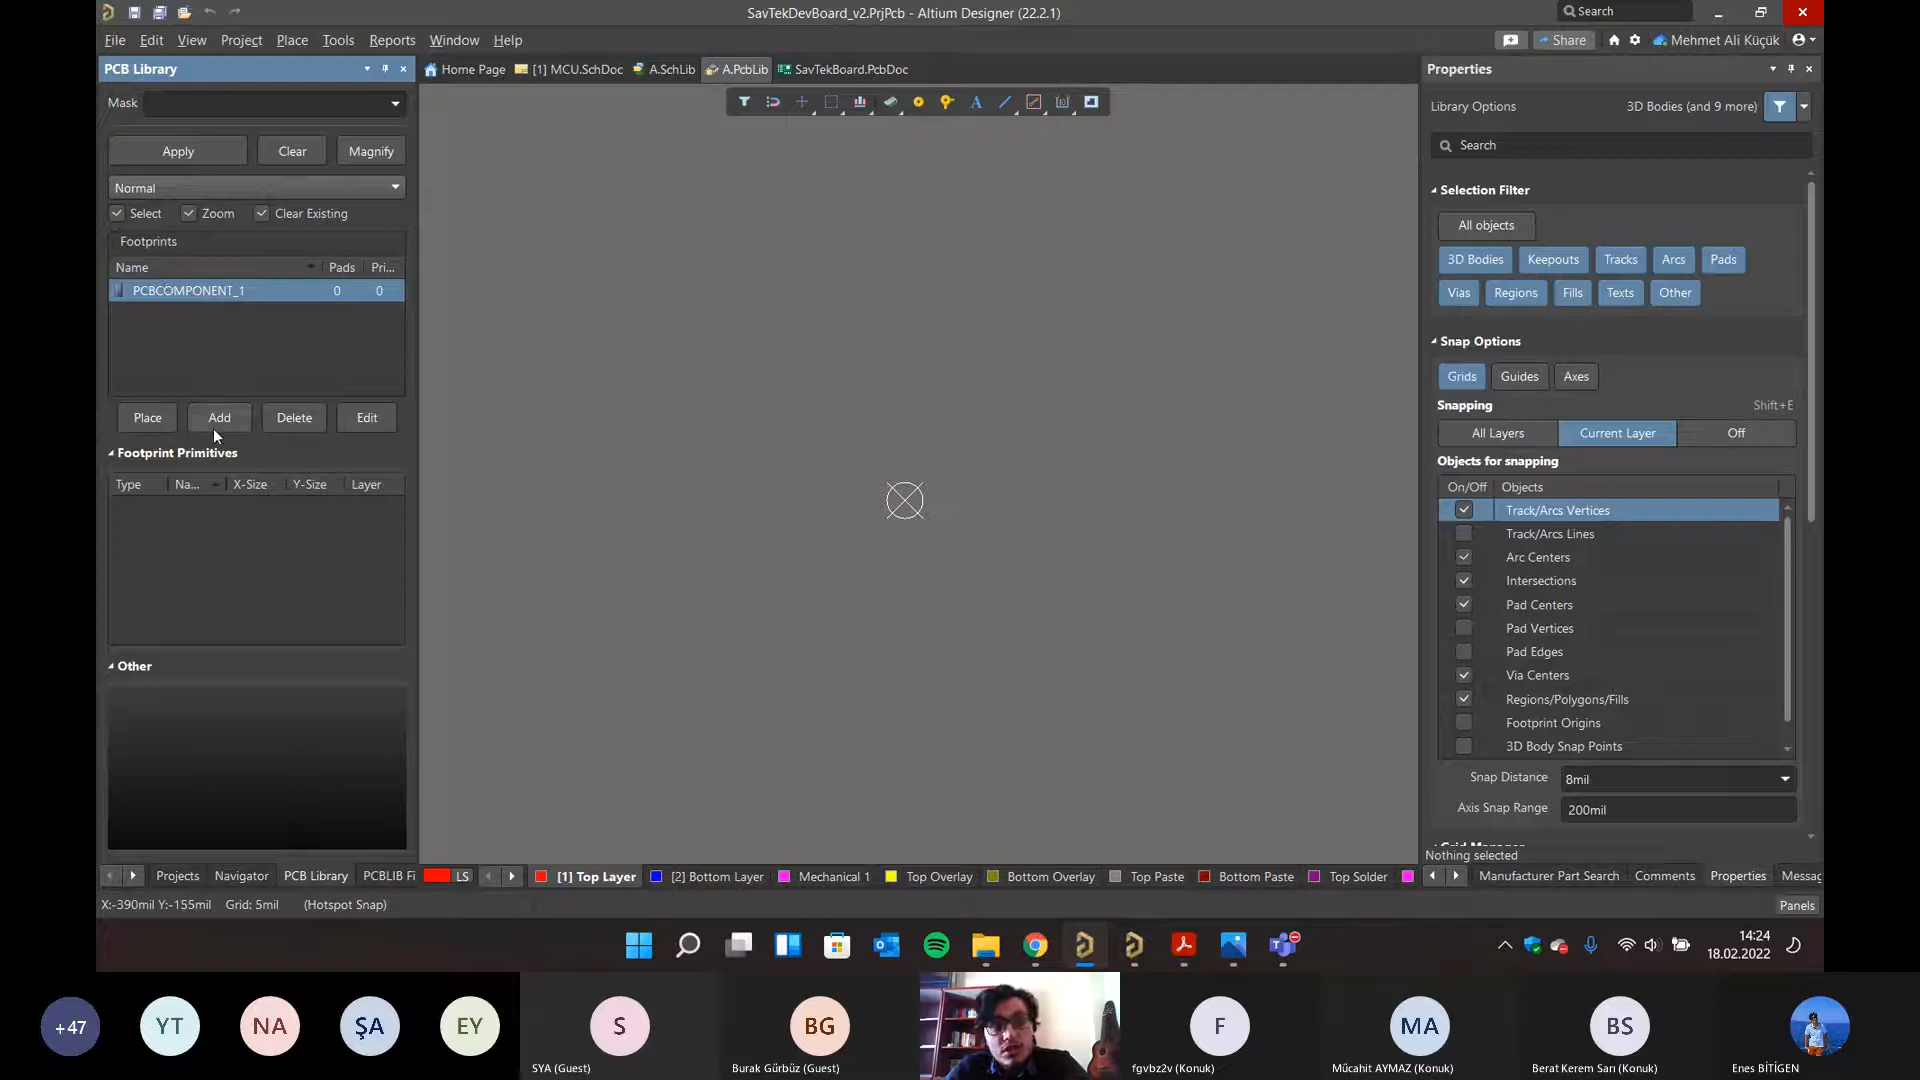 SavTekDevBoard_v2.PrjPcb - Altium Designer (22.2.1)
Search
File Edit View Project Place Tools Reports Window Help
Share
Mehmet Ali Küçük
PCB Library
Home Page
[1] MCU.SchDoc
A.SchLib
A.PcbLib
SavTekBoard.PcbDoc
Properties
Mask
Library Options
3D Bodies (and 9 more)
Search
Apply Clear Magnify
Normal
Select Zoom Clear Existing
Footprints
Name Pads Pri...
PCBCOMPONENT_1 0 0
Place Add Delete Edit
Footprint Primitives
Type Na... X-Size Y-Size Layer
Other
Selection Filter
All objects
3D Bodies Keepouts Tracks Arcs Pads
Vias Regions Fills Texts Other
Snap Options
Grids Guides Axes
Snapping Shift+E
All Layers Current Layer Off
Objects for snapping
On/Off Objects
Track/Arcs Vertices
Track/Arcs Lines
Arc Centers
Intersections
Pad Centers
Pad Vertices
Pad Edges
Via Centers
Regions/Polygons/Fills
Footprint Origins
3D Body Snap Points
Snap Distance 8mil
Axis Snap Range 200mil
Nothing selected
Projects Navigator PCB Library PCBLIB Fi
LS [1] Top Layer [2] Bottom Layer Mechanical 1 Top Overlay Bottom Overlay Top Paste Bottom Paste Top Solder
Manufacturer Part Search Comments Properties Messag
X:-390mil Y:-155mil Grid: 5mil (Hotspot Snap)
Panels
14:24
18.02.2022
+47 YT NA ŞA EY S BG F MA BS
SYA (Guest) Burak Gürbüz (Guest) fgvbz2v (Konuk) Mücahit AYMAZ (Konuk) Berat Kerem Sarı (Konuk) Enes BİTİGEN